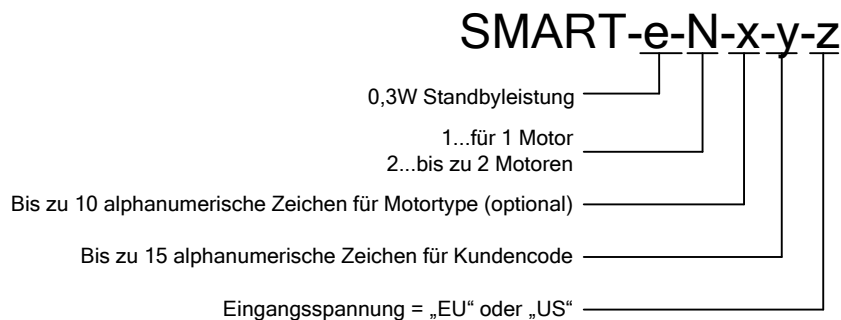 SMART-e-N-x-y-z
0,3W Standbyleistung
1...für 1 Motor
2...bis zu 2 Motoren
Bis zu 10 alphanumerische Zeichen für Motortype (optional)
Bis zu 15 alphanumerische Zeichen für Kundencode
Eingangsspannung = „EU“ oder „US“